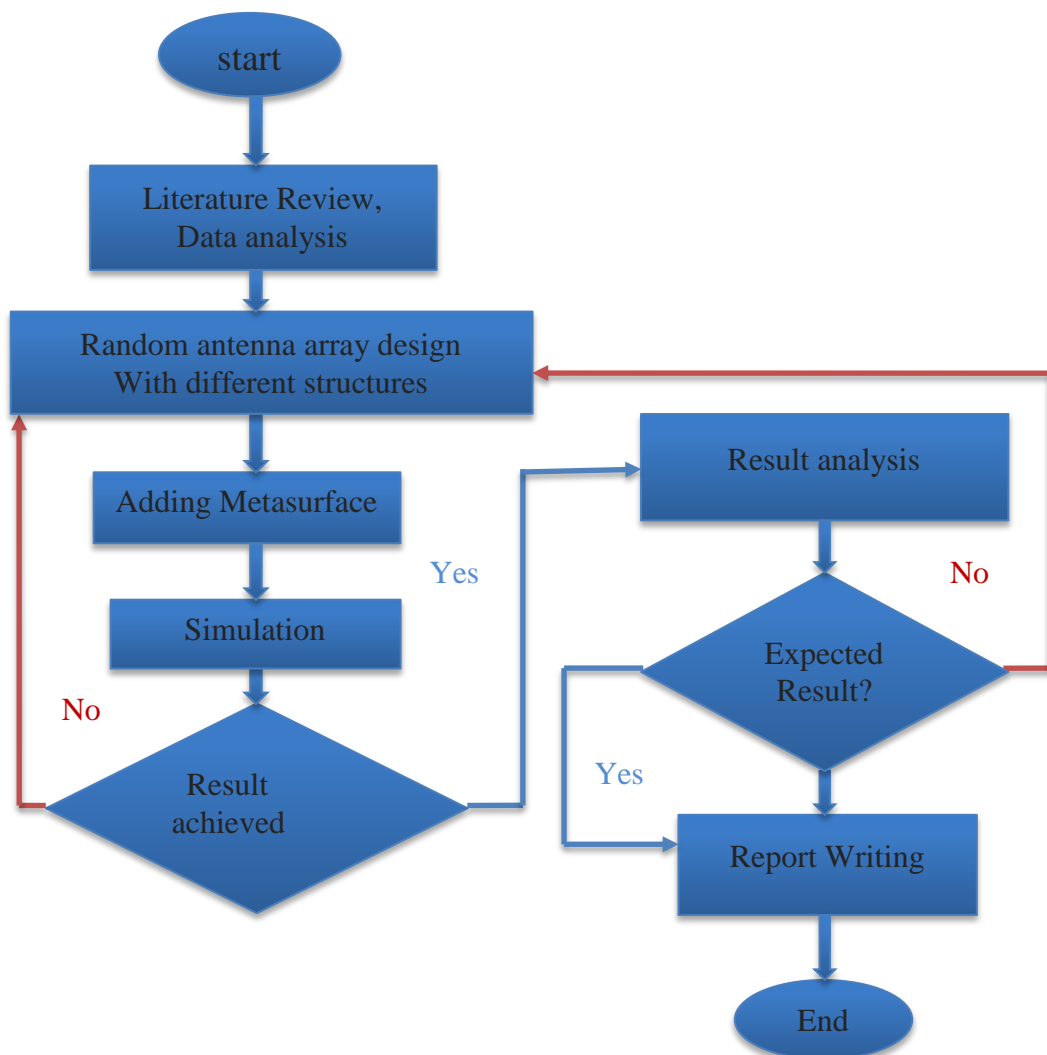 start
Literature Review,
Data analysis
Random antenna array design
With different structures
Adding Metasurface
Simulation
No
Result
achieved
Yes
Result analysis
No
Expected
Result?
Yes
Report Writing
End